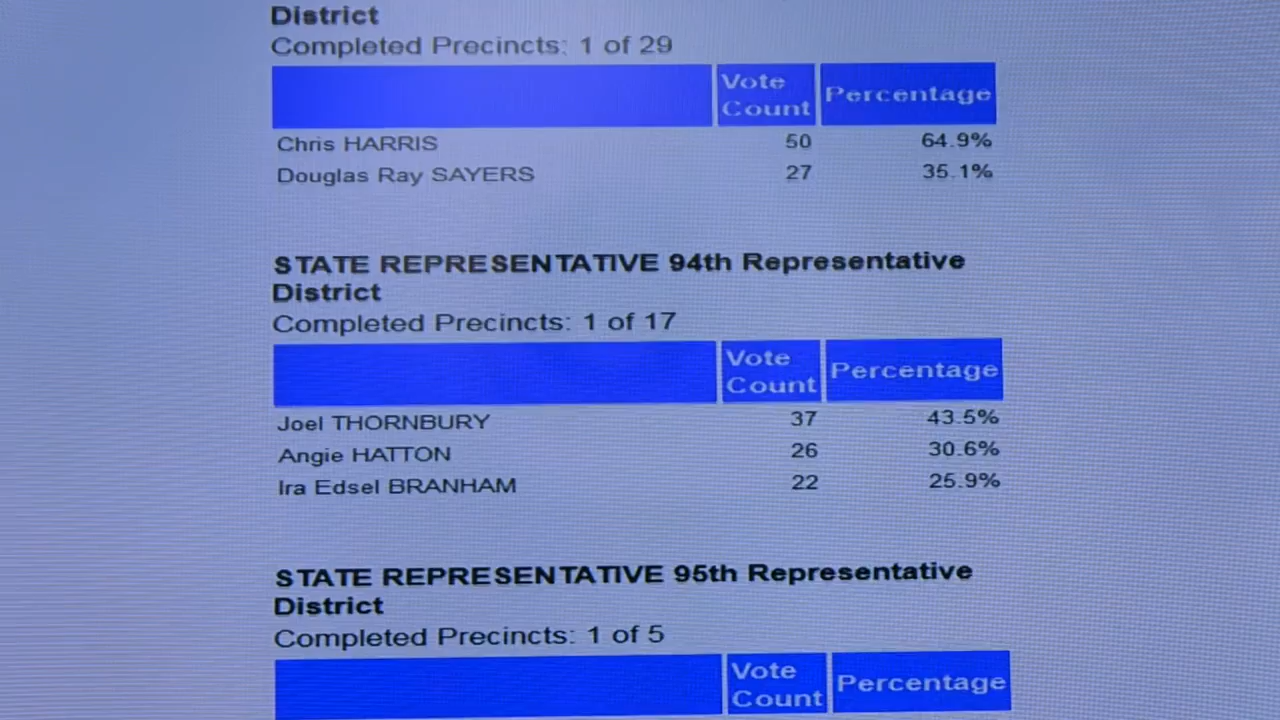 District
Completed Precincts: 1 of 29
Vote Count Percentage
Chris HARRIS 50 64.9%
Douglas Ray SAYERS 27 35.1%
STATE REPRESENTATIVE 94th Representative
District
Completed Precincts: 1 of 17
Vote Count Percentage
Joel THORNBURY 37 43.5%
Angie HATTON 26 30.6%
Ira Edsel BRANHAM 22 25.9%
STATE REPRESENTATIVE 95th Representative
District
Completed Precincts: 1 of 5
Vote Count Percentage